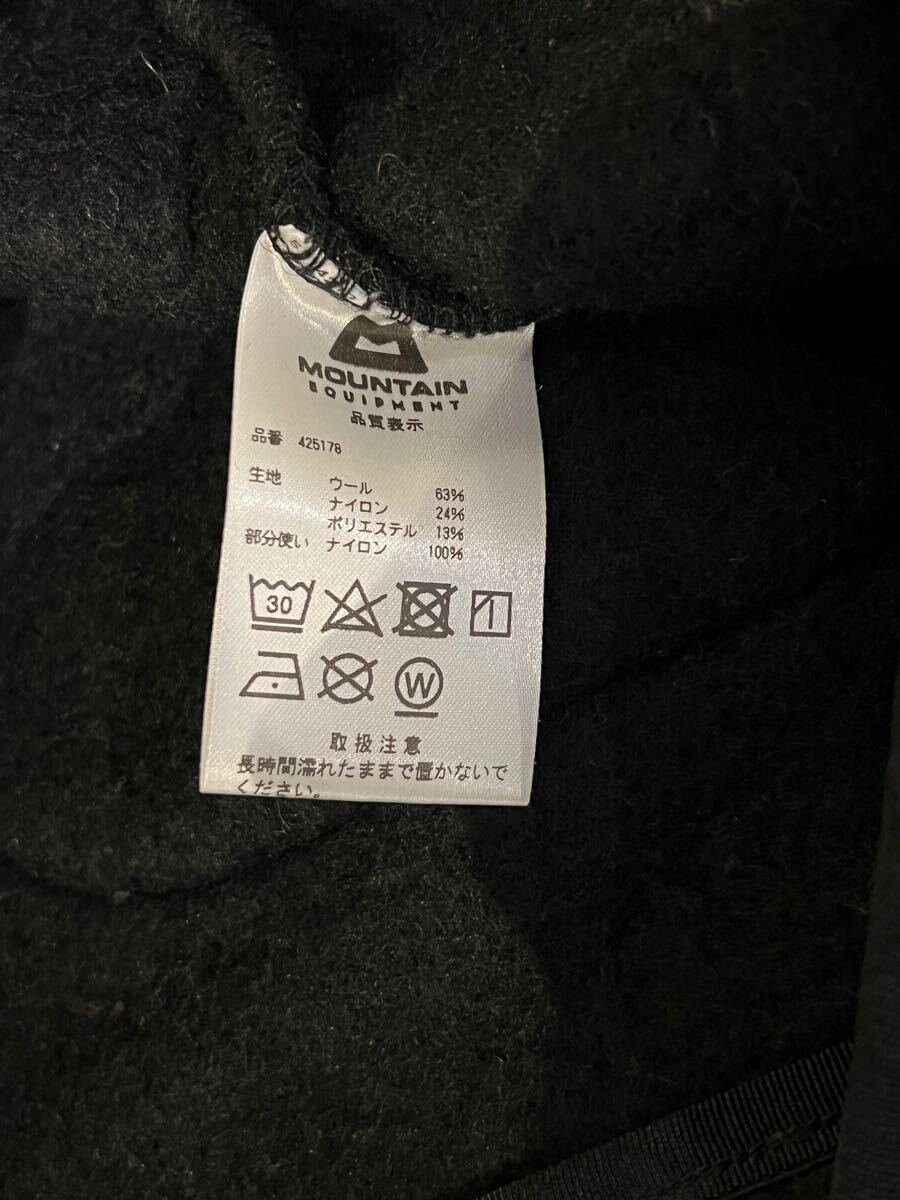 MOUNTAIN
EQUIPMENT
品質表示
品番 425178
生地 ウール 63%
ナイロン 24%
ポリエステル 13%
部分使い ナイロン 100%
30
W
取扱注意
長時間濡れたままで置かないで
ください。